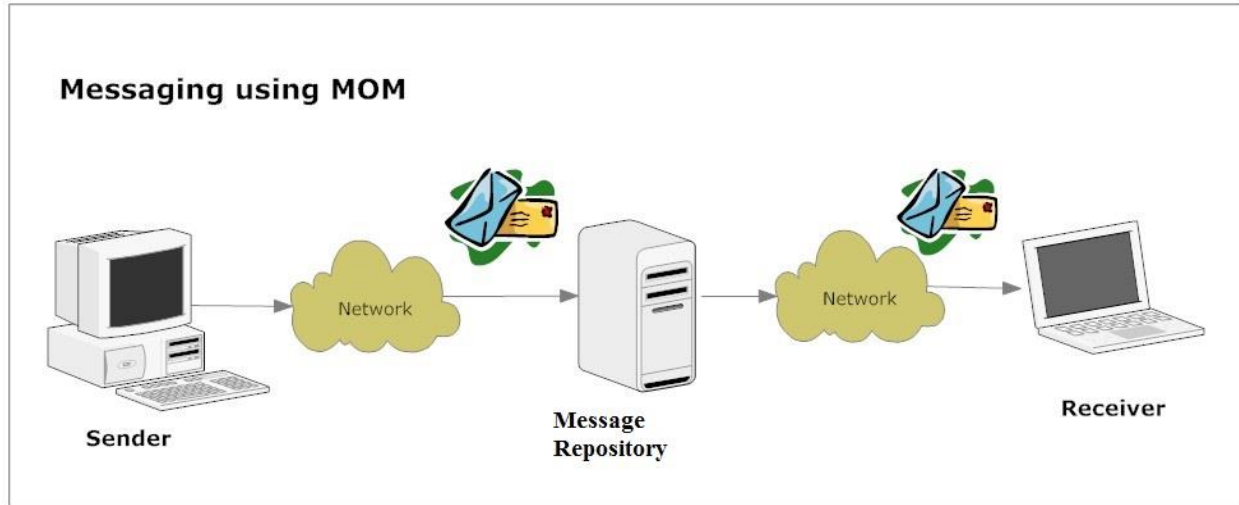 Messaging using MOM
Network
Network
Sender
Message
Repository
Receiver